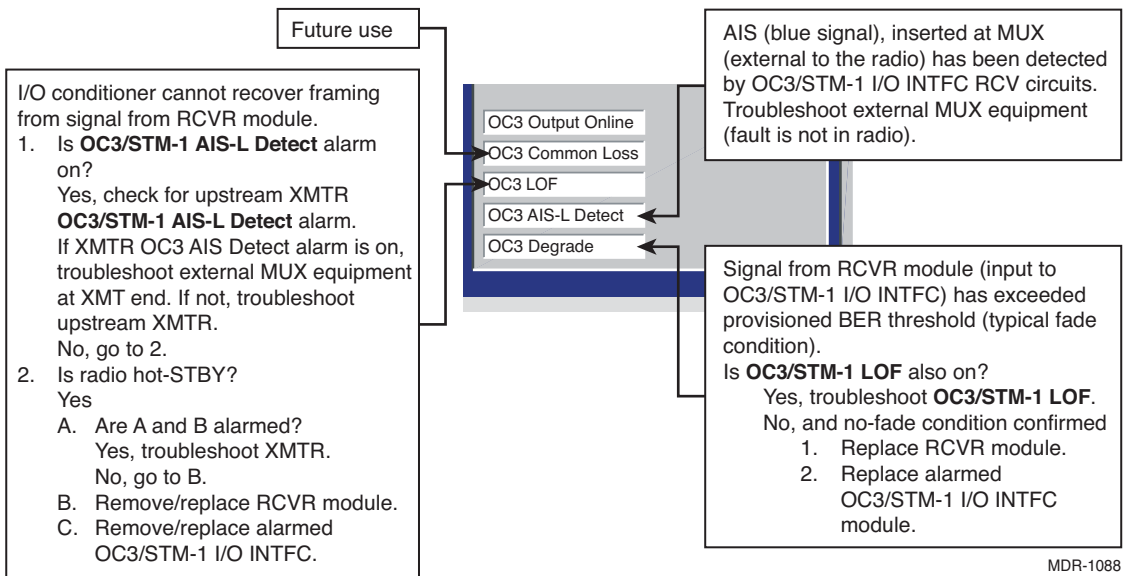 Future use
I/O conditioner cannot recover framing
from signal from RCVR module.
1. Is OC3/STM-1 AIS-L Detect alarm
on?
Yes, check for upstream XMTR
OC3/STM-1 AIS-L Detect alarm.
If XMTR OC3 AIS Detect alarm is on,
troubleshoot external MUX equipment
at XMT end. If not, troubleshoot
upstream XMTR.
No, go to 2.
2. Is radio hot-STBY?
Yes
A. Are A and B alarmed?
Yes, troubleshoot XMTR.
No, go to B.
B. Remove/replace RCVR module.
C. Remove/replace alarmed
OC3/STM-1 I/O INTFC.
OC3 Output Online
OC3 Common Loss
OC3 LOF
OC3 AIS-L Detect
OC3 Degrade
AIS (blue signal), inserted at MUX
(external to the radio) has been detected
by OC3/STM-1 I/O INTFC RCV circuits.
Troubleshoot external MUX equipment
(fault is not in radio).
Signal from RCVR module (input to
OC3/STM-1 I/O INTFC) has exceeded
provisioned BER threshold (typical fade
condition).
Is OC3/STM-1 LOF also on?
Yes, troubleshoot OC3/STM-1 LOF.
No, and no-fade condition confirmed
1. Replace RCVR module.
2. Replace alarmed
OC3/STM-1 I/O INTFC
module.
MDR-1088